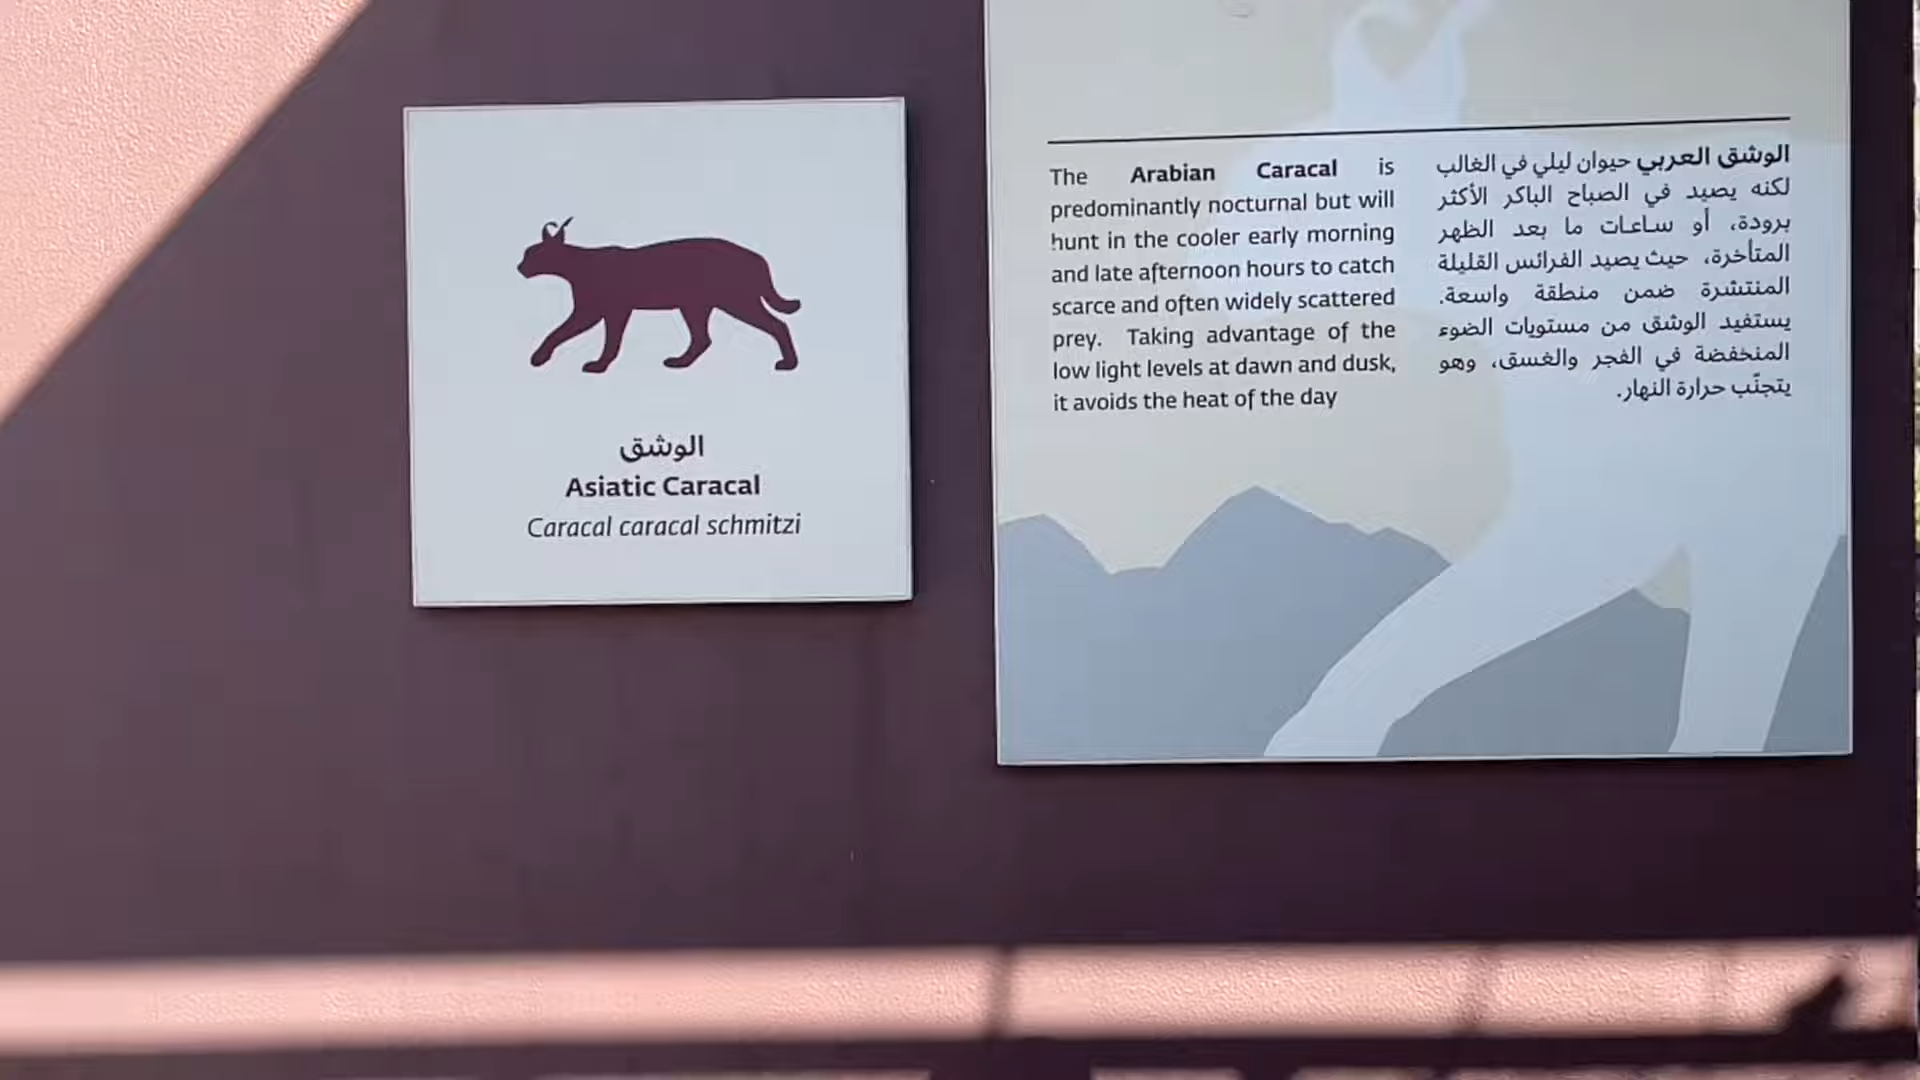 الوشق
Asiatic Caracal
Caracal caracal schmitzi
The Arabian Caracal is
predominantly nocturnal but will
hunt in the cooler early morning
and late afternoon hours to catch
scarce and often widely scattered
prey. Taking advantage of the
low light levels at dawn and dusk,
it avoids the heat of the day
الوشق العربي حيوان ليلي في الغالب
لكنه يصيد في الصباح الباكر الأكثر
برودة، أو ساعات ما بعد الظهر
المتأخرة، حيث يصيد الفرائس القليلة
المنتشرة ضمن منطقة واسعة.
يستفيد الوشق من مستويات الضوء
المنخفضة في الفجر والغسق، وهو
يتجنّب حرارة النهار.